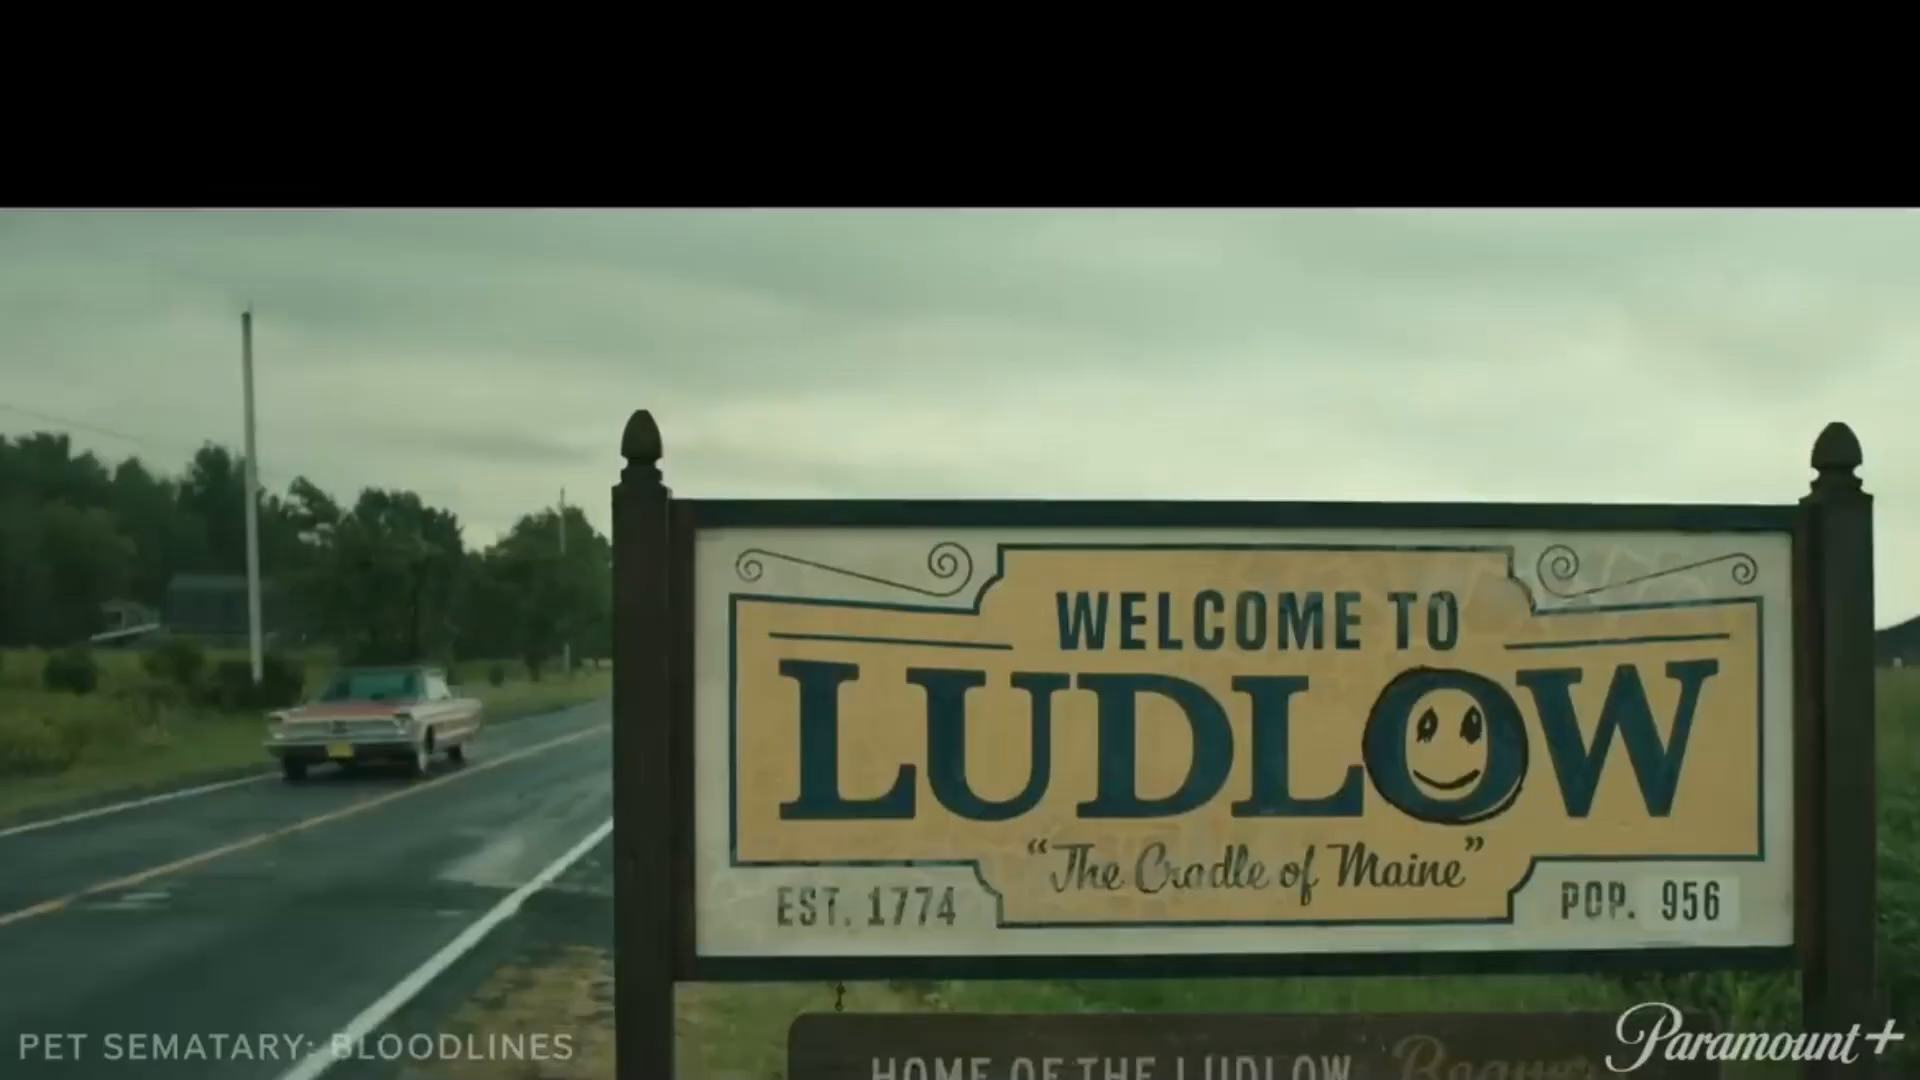 WELCOME TO
LUDLOW
"The Cradle of Maine"
EST. 1774
POP. 956
HOME OF THE LUDLOW
PET SEMATARY: BLOODLINES
Paramount+